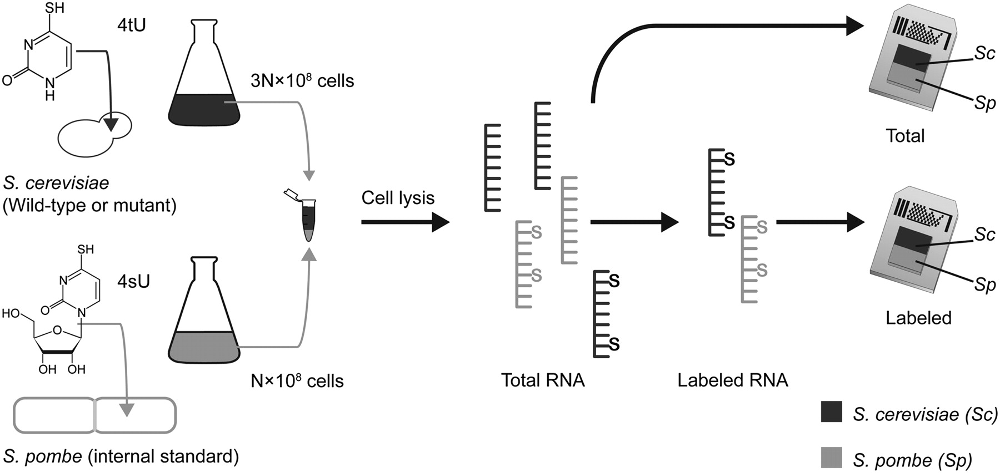 SH
N
O
N
H
4tU
3N×10⁸ cells
S. cerevisiae
(Wild-type or mutant)
SH
N
O
N
HO
O
OH
OH
4sU
N×10⁸ cells
S. pombe (internal standard)
Cell lysis
S
S
S
S
Total RNA
S
S
S
S
Labeled RNA
Sc
Sp
Total
Sc
Sp
Labeled
S. cerevisiae (Sc)
S. pombe (Sp)